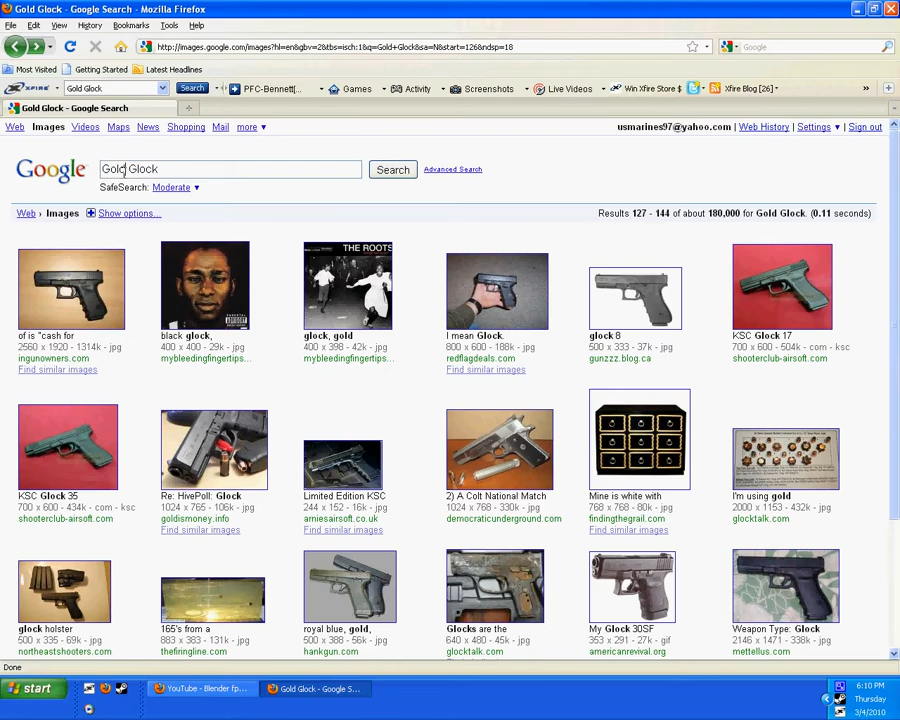 Gold Glock - Google Search - Mozilla Firefox
File Edit View History Bookmarks Tools Help
http://images.google.com/images?hl=en&gbv=2&tbs=isch:1&q=Gold+Glock&sa=N&start=126&ndsp=18
Google
Most Visited Getting Started Latest Headlines
XFIRE Gold Glock Search PFC-Bennett[... Games Activity Screenshots Live Videos Win Xfire Store $ Xfire Blog [26]
Gold Glock - Google Search
Web Images Videos Maps News Shopping Mail more usmarines97@yahoo.com | Web History | Settings | Sign out
Google Gold Glock Search Advanced Search
SafeSearch: Moderate
Web › Images Show options... Results 127 - 144 of about 180,000 for Gold Glock. (0.11 seconds)
THE ROOTS
of is "cash for black glock, glock, gold I mean Glock. glock 8 KSC Glock 17
2560 x 1920 - 1314k - jpg 400 x 400 - 29k - jpg 400 x 398 - 42k - jpg 800 x 600 - 188k - jpg 500 x 333 - 37k - jpg 700 x 600 - 504k - com - ksc
ingunowners.com mybleedingfingertips... mybleedingfingertips... redflagdeals.com gunzzz.blog.ca shooterclub-airsoft.com
Find similar images Find similar images
KSC Glock 35 Re: HivePoll: Glock Limited Edition KSC 2) A Colt National Match Mine is white with I'm using gold
700 x 600 - 434k - com - ksc 1024 x 765 - 106k - jpg 244 x 152 - 16k - jpg 1024 x 768 - 330k - jpg 768 x 768 - 80k - jpg 2000 x 1153 - 432k - jpg
shooterclub-airsoft.com goldismoney.info arniesairsoft.co.uk democraticunderground.com findingthegrail.com glocktalk.com
Find similar images Find similar images Find similar images
glock holster 165's from a royal blue, gold, Glocks are the My Glock 30SF Weapon Type: Glock
500 x 335 - 69k - jpg 883 x 383 - 131k - jpg 500 x 388 - 56k - jpg 640 x 480 - 45k - jpg 353 x 291 - 27k - gif 2146 x 1471 - 338k - jpg
northeastshooters.com thefiringline.com hankgun.com glocktalk.com americanrevival.org mettellus.com
Done
start YouTube - Blender fp... Gold Glock - Google S... 6:10 PM
Thursday
3/4/2010